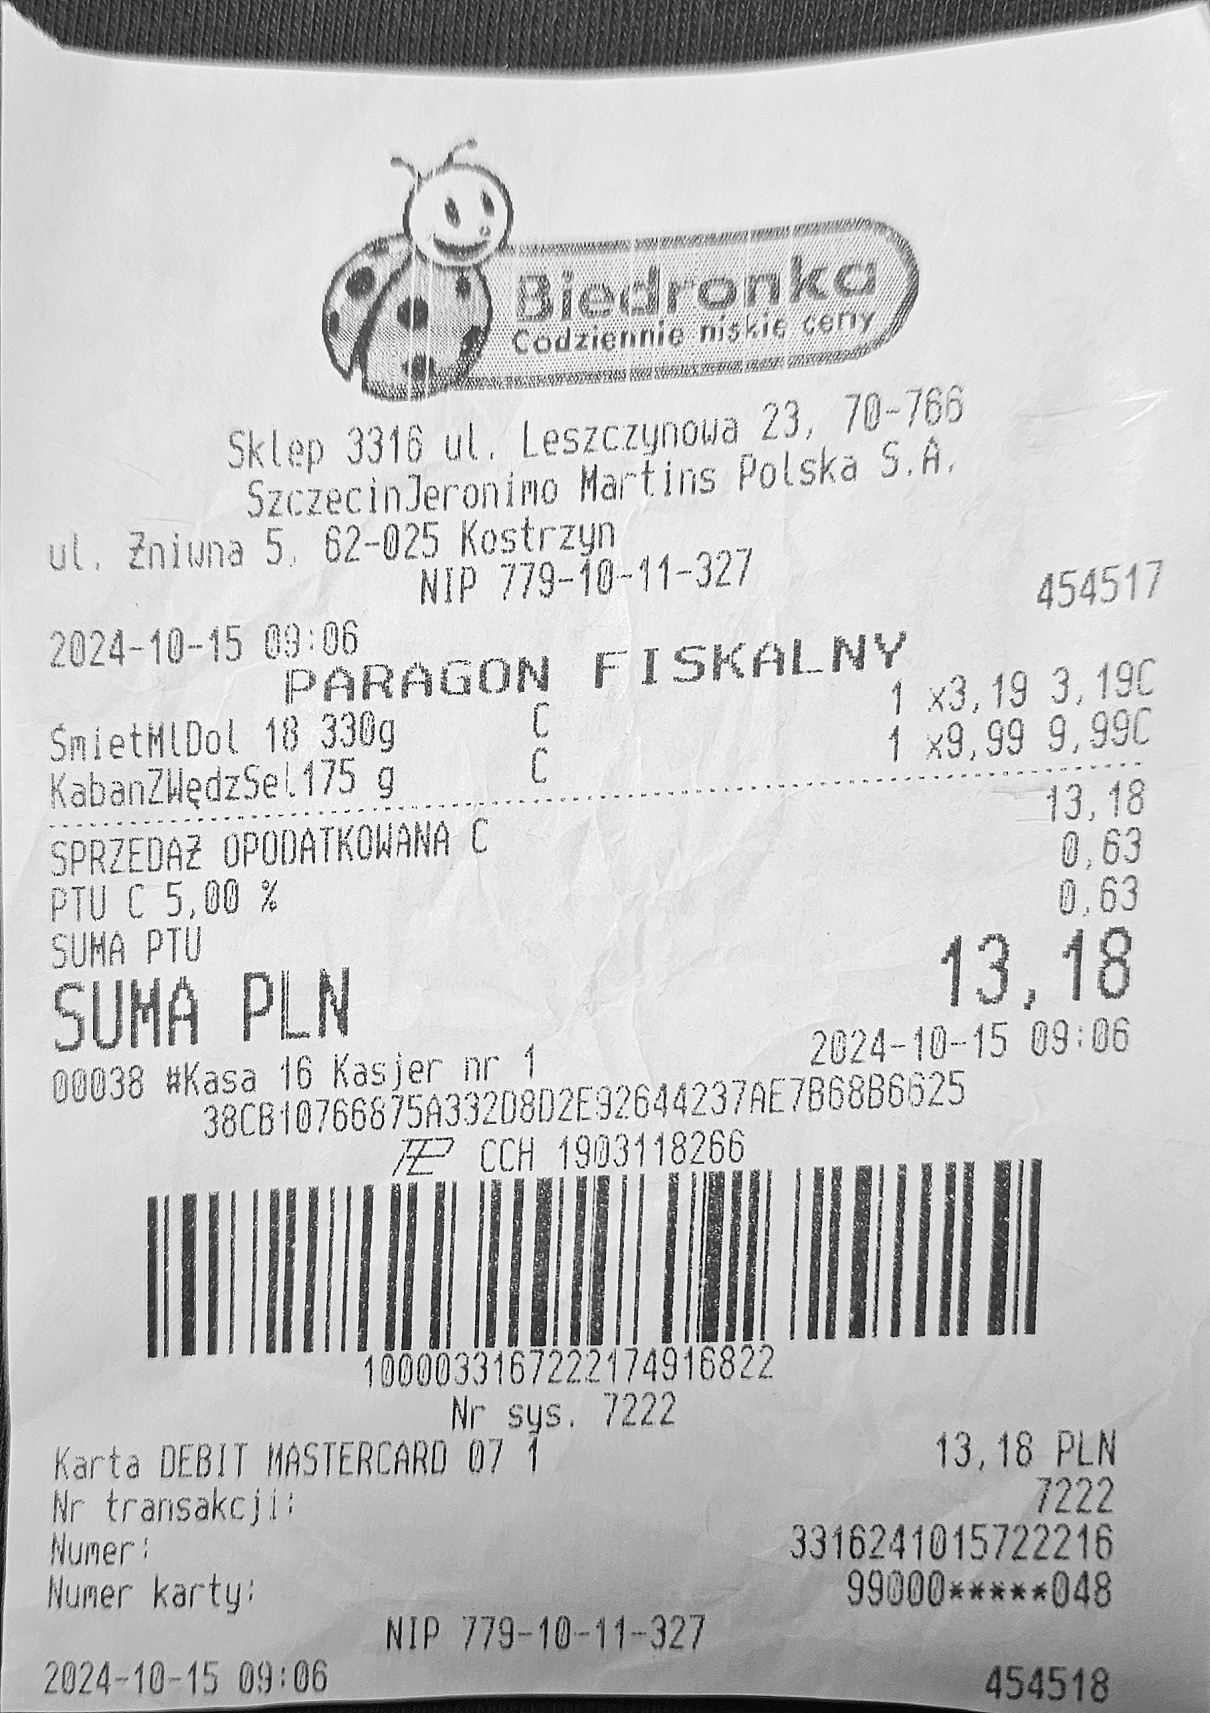 Biedronka
Codziennie niskie ceny
Sklep 3316 ul. Leszczynowa 23, 70-766
SzczecinJeronimo Martins Polska S.A.
ul. Żniwna 5, 62-025 Kostrzyn
NIP 779-10-11-327
2024-10-15 09:06 454517
PARAGON FISKALNY
ŚmietMlDol 18 330g C 1 x3,19 3,19C
KabanZWędzSel175 g C 1 x9,99 9,99C
SPRZEDAŻ OPODATKOWANA C 13,18
PTU C 5,00 % 0,63
SUMA PTU 0,63
SUMA PLN 13,18
00038 #Kasa 16 Kasjer nr 1 2024-10-15 09:06
38CB10766875A332D8D2E92644237AE7B68B6625
CCH 1903118266
1000033167222174916822
Nr sys. 7222
Karta DEBIT MASTERCARD 07 1 13,18 PLN
Nr transakcji: 7222
Numer: 3316241015722216
Numer karty: 99000*****048
NIP 779-10-11-327
2024-10-15 09:06 454518